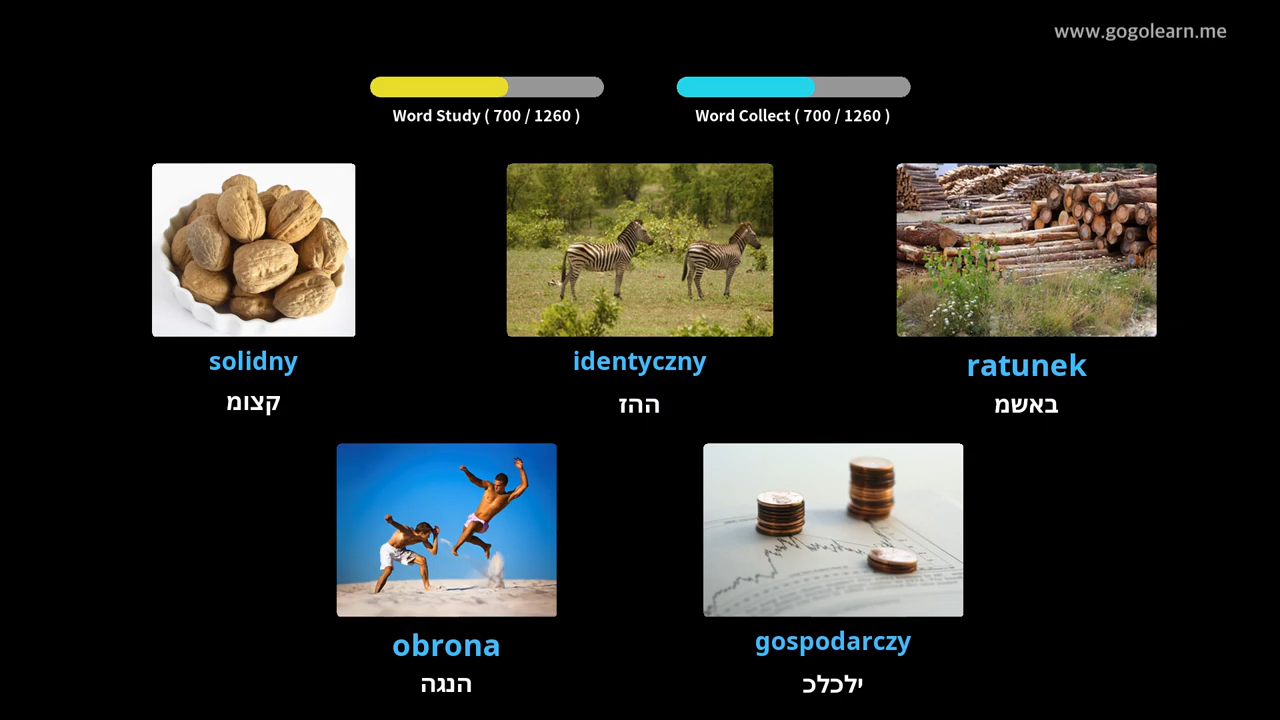 www.gogolearn.me
Word Study ( 700 / 1260 )
Word Collect ( 700 / 1260 )
solidny
קצומ
identyczny
ההז
ratunek
באשמ
obrona
הנגה
gospodarczy
ילכלכ